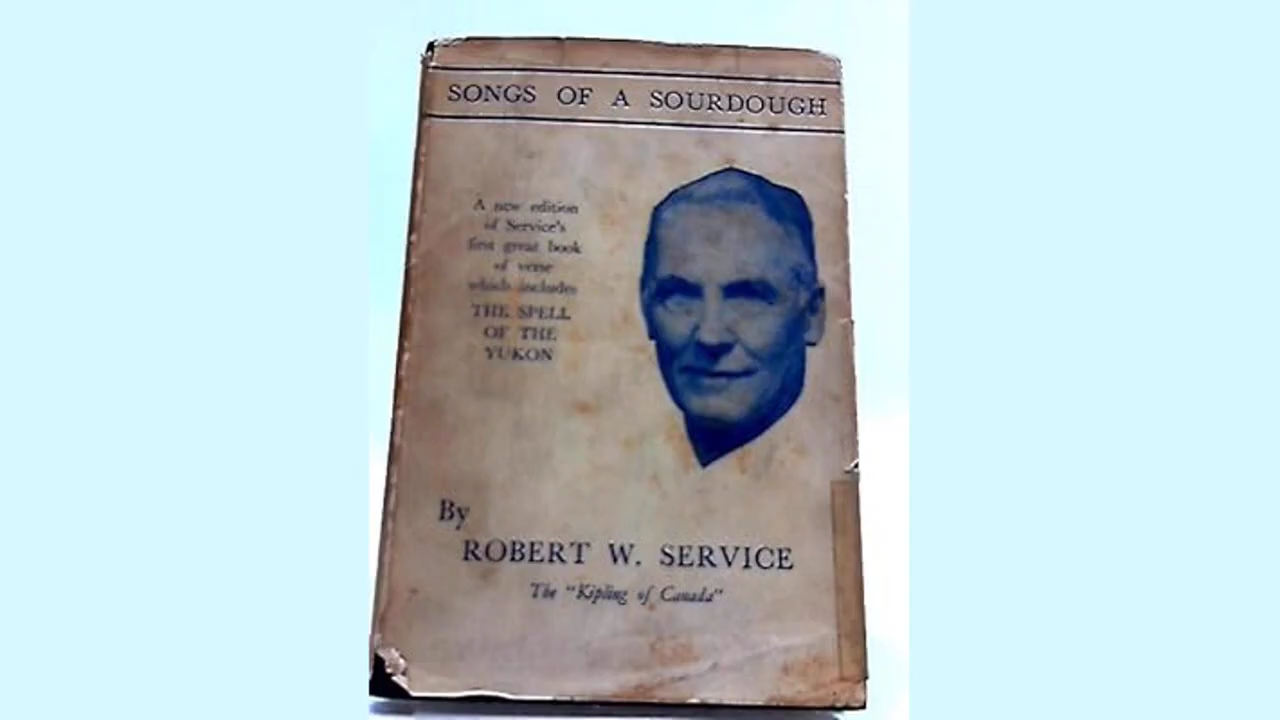 SONGS OF A SOURDOUGH
A new edition
of Service's
first great book
of verse
which includes
THE SPELL
OF THE
YUKON
By
ROBERT W. SERVICE
The "Kipling of Canada"